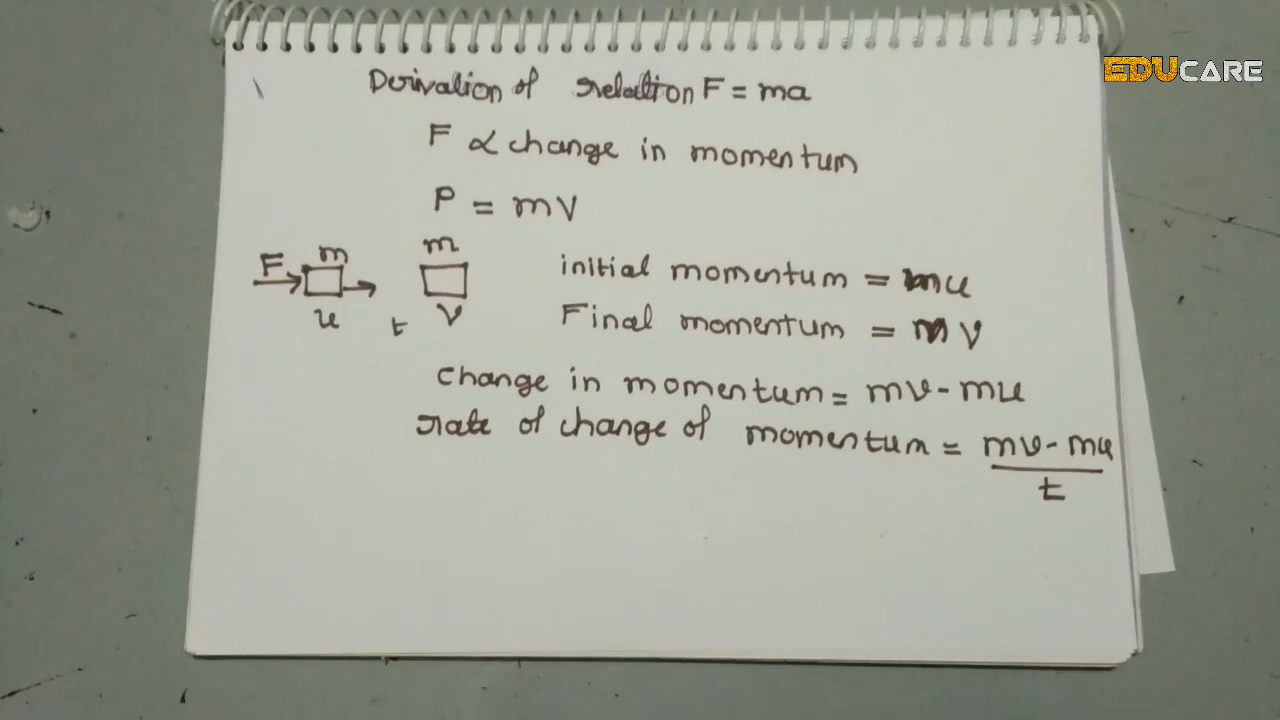 EDUCARE
Derivation of relation F = ma
F ∝ change in momentum
P = mv
F m m
u t v
initial momentum = mu
Final momentum = mv
change in momentum = mv - mu
rate of change of momentum = mv - mu
t